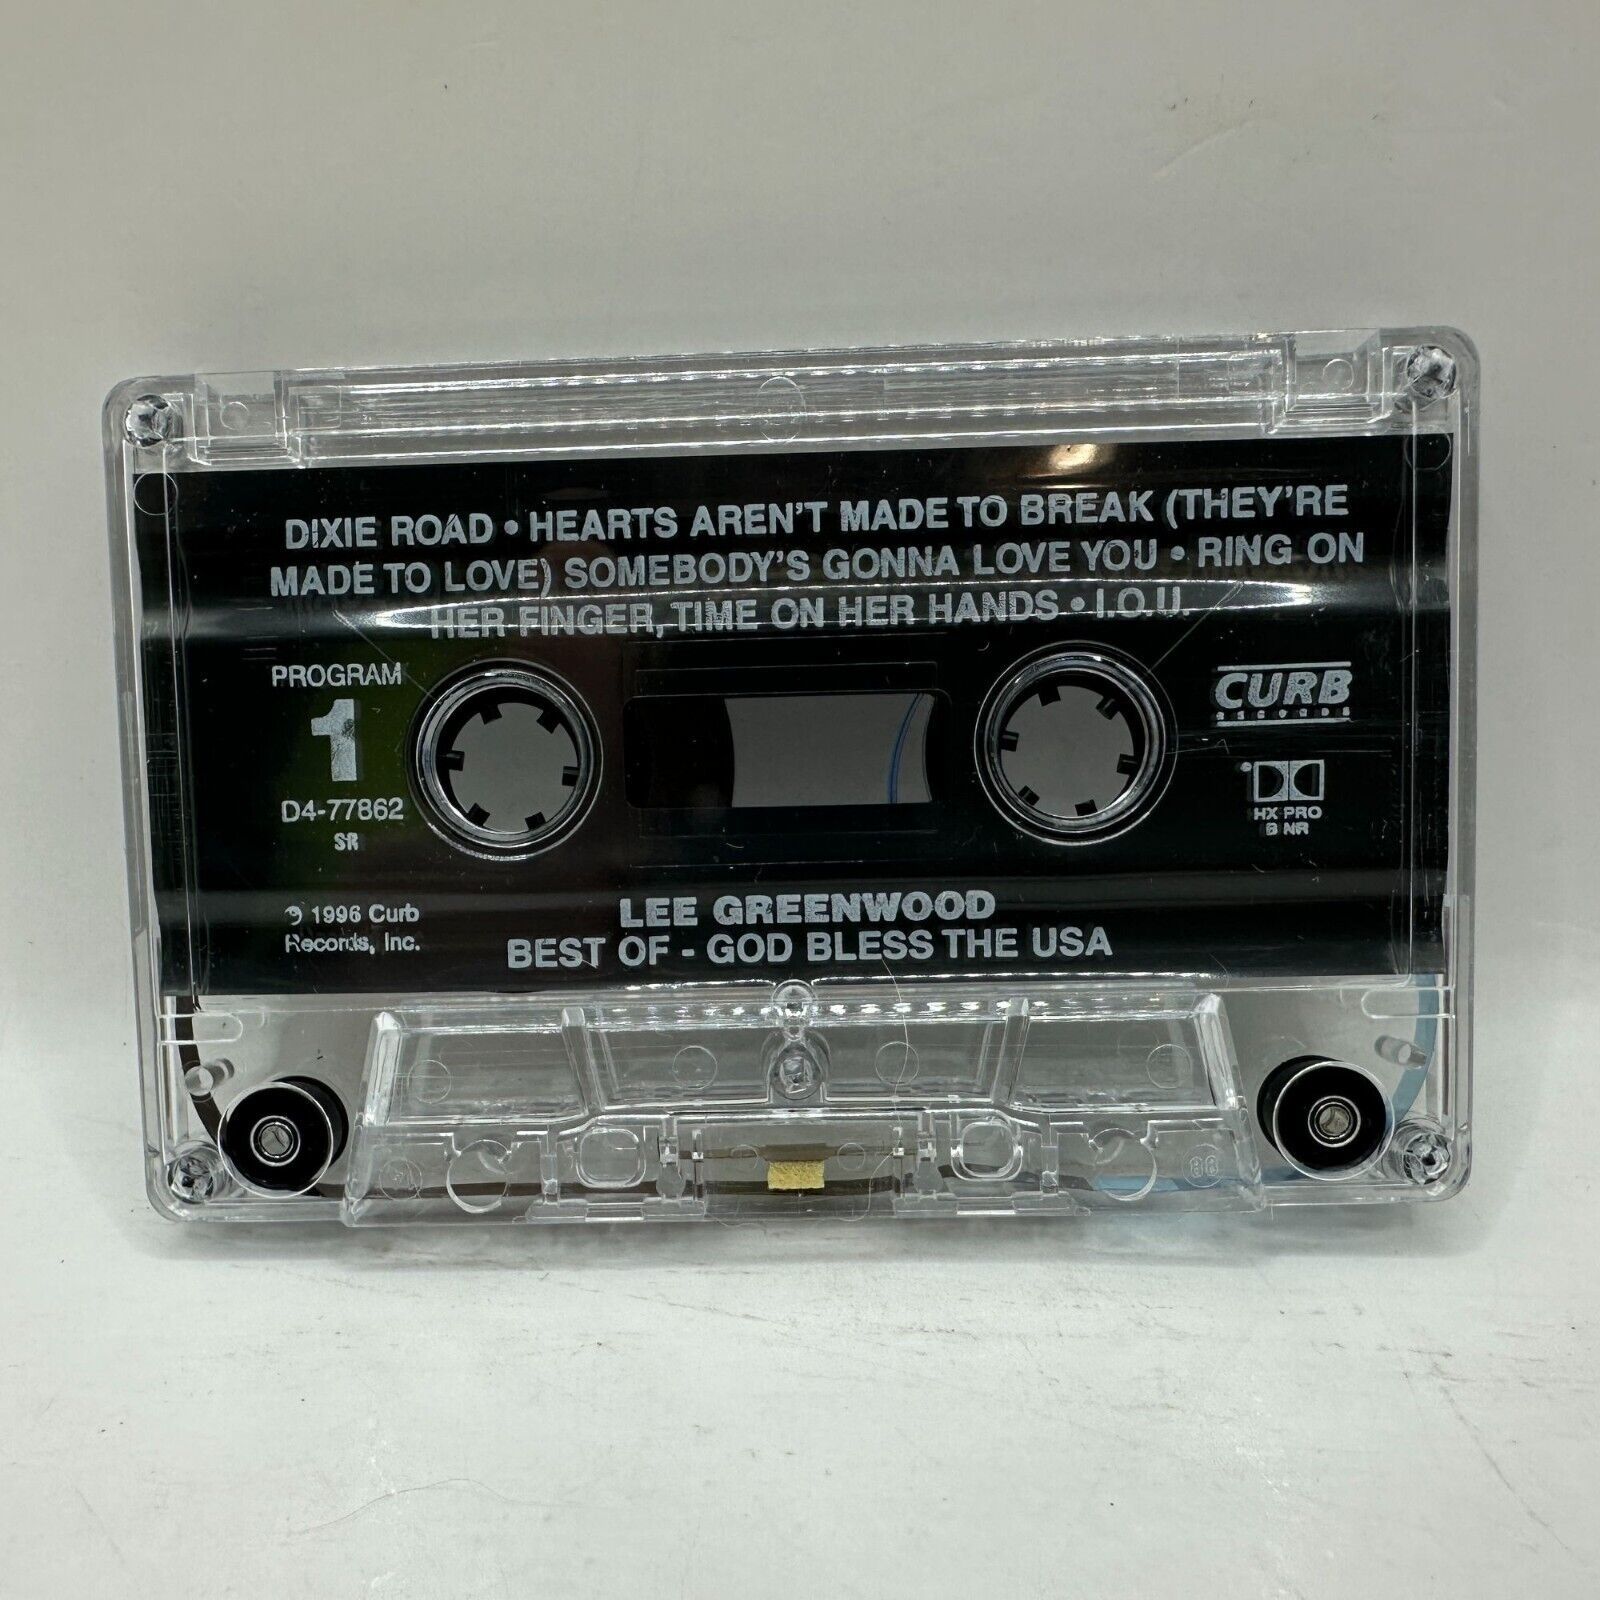 DIXIE ROAD • HEARTS AREN'T MADE TO BREAK (THEY'RE
MADE TO LOVE) SOMEBODY'S GONNA LOVE YOU • RING ON
HER FINGER, TIME ON HER HANDS • I.O.U.
PROGRAM
1
D4-77862
SR
CURB
RECORDS
HX PRO
B NR
℗ 1996 Curb
Records, Inc.
LEE GREENWOOD
BEST OF - GOD BLESS THE USA